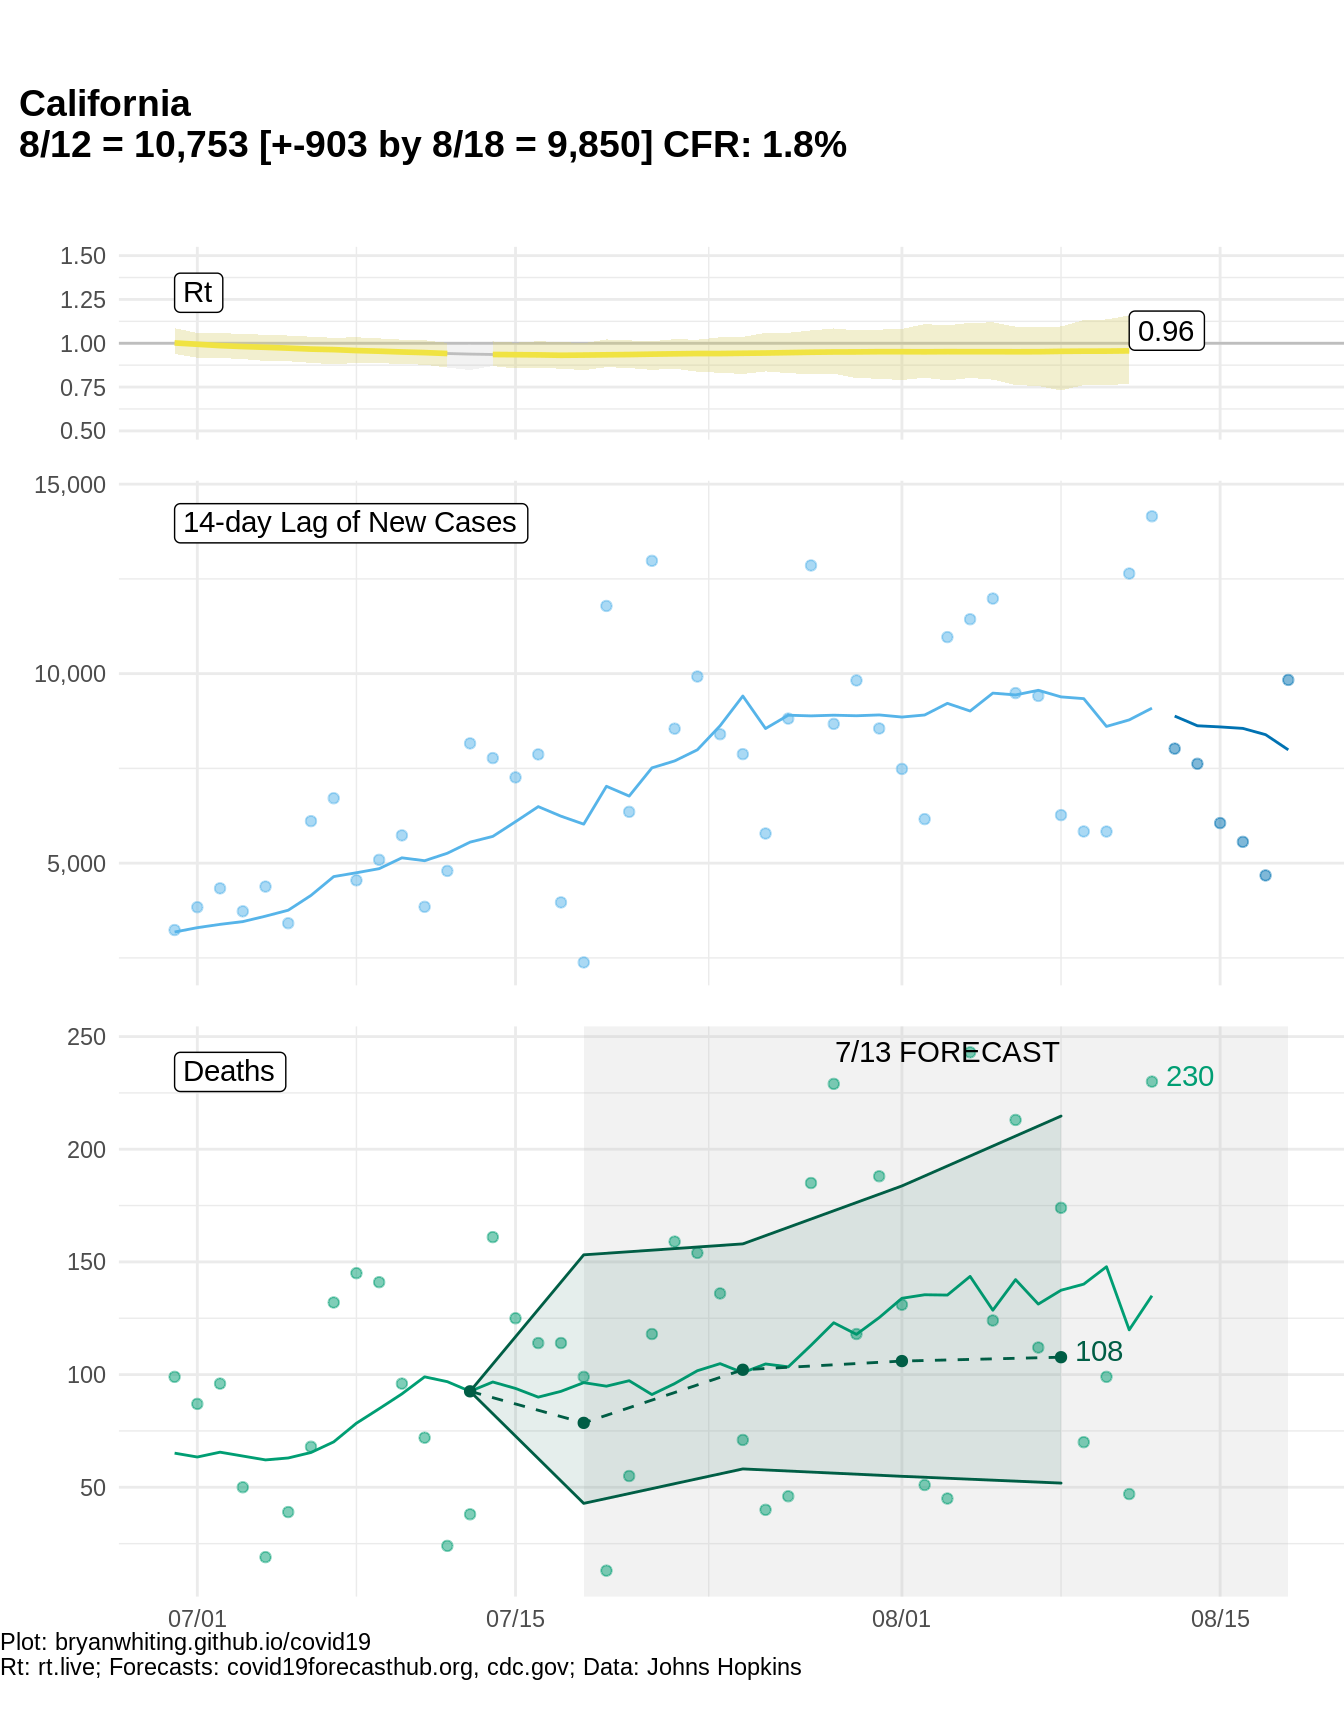 California
8/12 = 10,753 [+-903 by 8/18 = 9,850] CFR: 1.8%
1.50
1.25
1.00
0.75
0.50
Rt
0.96
15,000
10,000
5,000
14-day Lag of New Cases
250
200
150
100
50
Deaths
7/13 FORECAST
230
108
07/01
07/15
08/01
08/15
Plot: bryanwhiting.github.io/covid19
Rt: rt.live; Forecasts: covid19forecasthub.org, cdc.gov; Data: Johns Hopkins